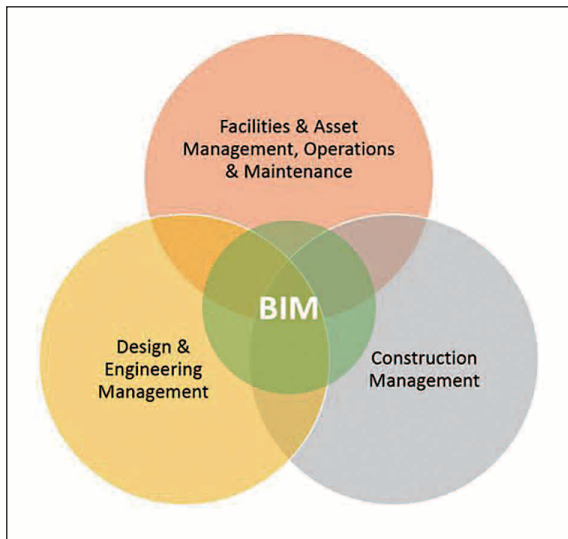 Facilities & Asset
Management, Operations
& Maintenance
BIM
Design &
Engineering
Management
Construction
Management